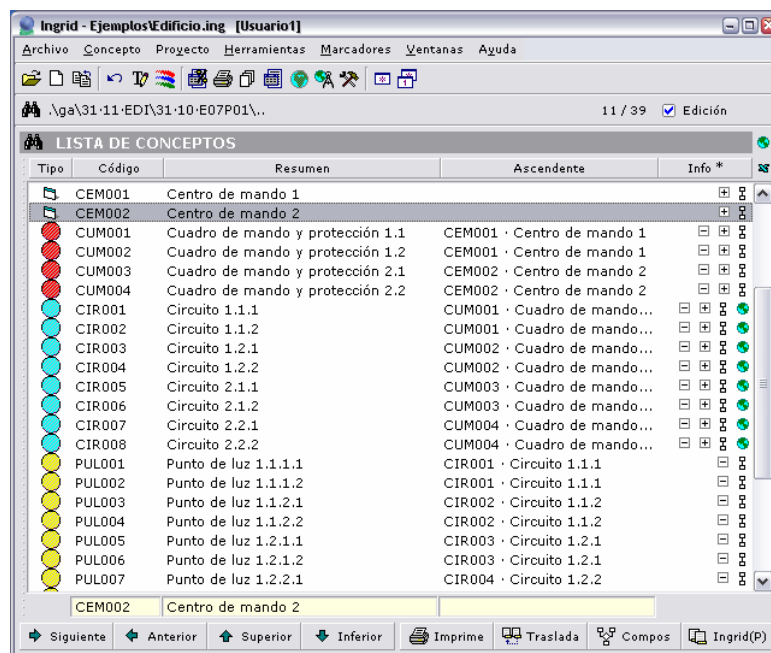 Ingrid - Ejemplos\Edificio.ing [Usuario1]
Archivo Concepto Proyecto Herramientas Marcadores Ventanas Ayuda
.\ga\31·11·EDI\31·10·E07P01\.. 11 / 39 Edición
LISTA DE CONCEPTOS
Tipo Código Resumen Ascendente Info *
CEM001 Centro de mando 1
CEM002 Centro de mando 2
CUM001 Cuadro de mando y protección 1.1 CEM001 · Centro de mando 1
CUM002 Cuadro de mando y protección 1.2 CEM001 · Centro de mando 1
CUM003 Cuadro de mando y protección 2.1 CEM002 · Centro de mando 2
CUM004 Cuadro de mando y protección 2.2 CEM002 · Centro de mando 2
CIR001 Circuito 1.1.1 CUM001 · Cuadro de mando...
CIR002 Circuito 1.1.2 CUM001 · Cuadro de mando...
CIR003 Circuito 1.2.1 CUM002 · Cuadro de mando...
CIR004 Circuito 1.2.2 CUM002 · Cuadro de mando...
CIR005 Circuito 2.1.1 CUM003 · Cuadro de mando...
CIR006 Circuito 2.1.2 CUM003 · Cuadro de mando...
CIR007 Circuito 2.2.1 CUM004 · Cuadro de mando...
CIR008 Circuito 2.2.2 CUM004 · Cuadro de mando...
PUL001 Punto de luz 1.1.1.1 CIR001 · Circuito 1.1.1
PUL002 Punto de luz 1.1.1.2 CIR001 · Circuito 1.1.1
PUL003 Punto de luz 1.1.2.1 CIR002 · Circuito 1.1.2
PUL004 Punto de luz 1.1.2.2 CIR002 · Circuito 1.1.2
PUL005 Punto de luz 1.2.1.1 CIR003 · Circuito 1.2.1
PUL006 Punto de luz 1.2.1.2 CIR003 · Circuito 1.2.1
PUL007 Punto de luz 1.2.2.1 CIR004 · Circuito 1.2.2
CEM002 Centro de mando 2
Siguiente Anterior Superior Inferior Imprime Traslada Compos Ingrid(P)